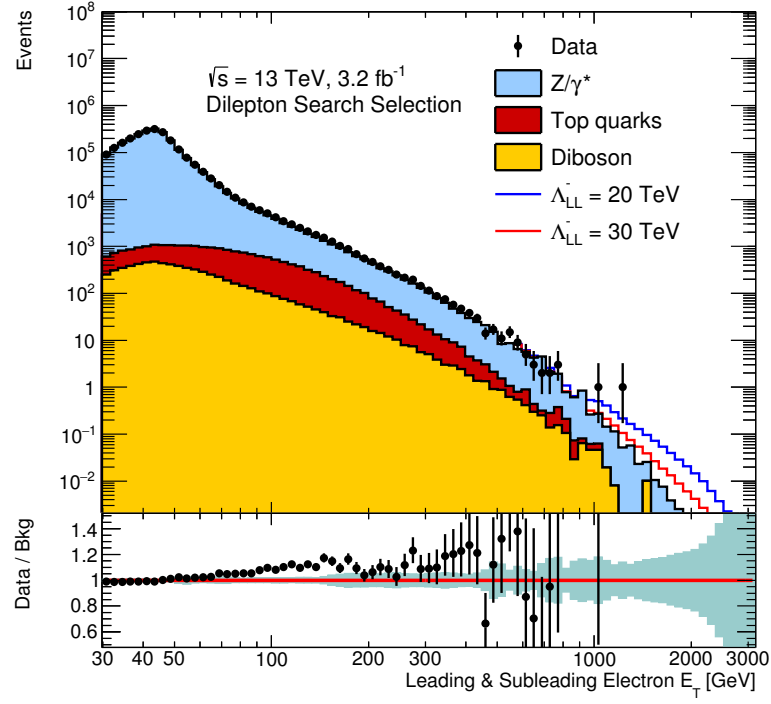 Events
10^8
10^7
10^6
10^5
10^4
10^3
10^2
10
1
10^−1
10^−2
√s = 13 TeV, 3.2 fb^-1
Dilepton Search Selection
Data
Z/γ*
Top quarks
Diboson
Λ^-_LL = 20 TeV
Λ^-_LL = 30 TeV
Data / Bkg
1.4
1.2
1
0.8
0.6
30 40 50 100 200 300 1000 2000 3000
Leading & Subleading Electron E_T [GeV]